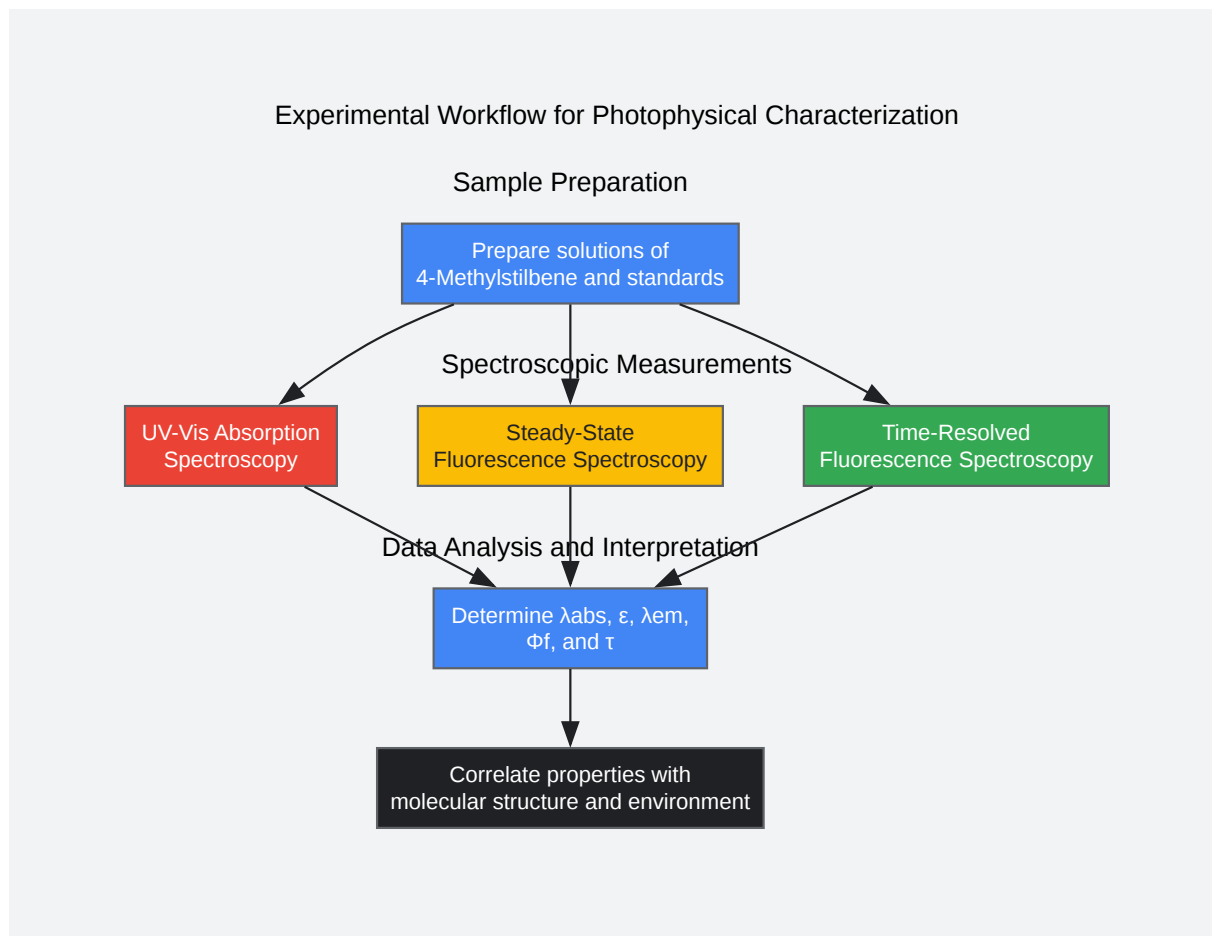 Experimental Workflow for Photophysical Characterization
Sample Preparation
Prepare solutions of
4-Methylstilbene and standards
Spectroscopic Measurements
UV-Vis Absorption
Spectroscopy
Steady-State
Fluorescence Spectroscopy
Time-Resolved
Fluorescence Spectroscopy
Data Analysis and Interpretation
Determine λabs, ε, λem,
Φf, and τ
Correlate properties with
molecular structure and environment